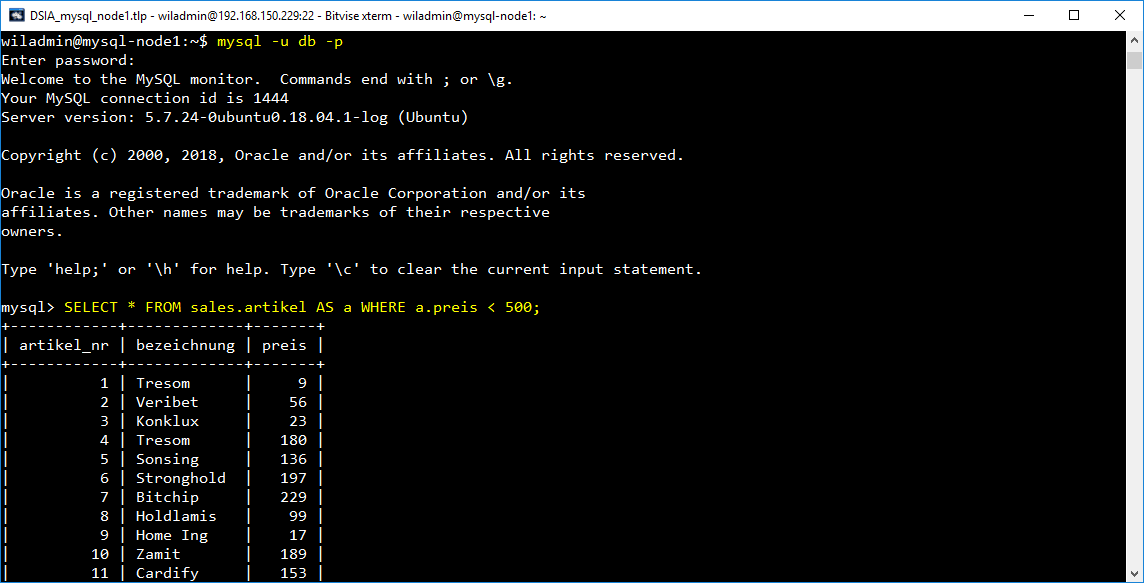 DSIA_mysql_node1.tlp - wiladmin@192.168.150.229:22 - Bitvise xterm - wiladmin@mysql-node1: ~
wiladmin@mysql-node1:~$ mysql -u db -p
Enter password:
Welcome to the MySQL monitor.  Commands end with ; or \g.
Your MySQL connection id is 1444
Server version: 5.7.24-0ubuntu0.18.04.1-log (Ubuntu)

Copyright (c) 2000, 2018, Oracle and/or its affiliates. All rights reserved.

Oracle is a registered trademark of Oracle Corporation and/or its
affiliates. Other names may be trademarks of their respective
owners.

Type 'help;' or '\h' for help. Type '\c' to clear the current input statement.

mysql> SELECT * FROM sales.artikel AS a WHERE a.preis < 500;
+------------+-------------+-------+
| artikel_nr | bezeichnung | preis |
+------------+-------------+-------+
|          1 | Tresom      |     9 |
|          2 | Veribet     |    56 |
|          3 | Konklux     |    23 |
|          4 | Tresom      |   180 |
|          5 | Sonsing     |   136 |
|          6 | Stronghold  |   197 |
|          7 | Bitchip     |   229 |
|          8 | Holdlamis   |    99 |
|          9 | Home Ing    |    17 |
|         10 | Zamit       |   189 |
|         11 | Cardify     |   153 |